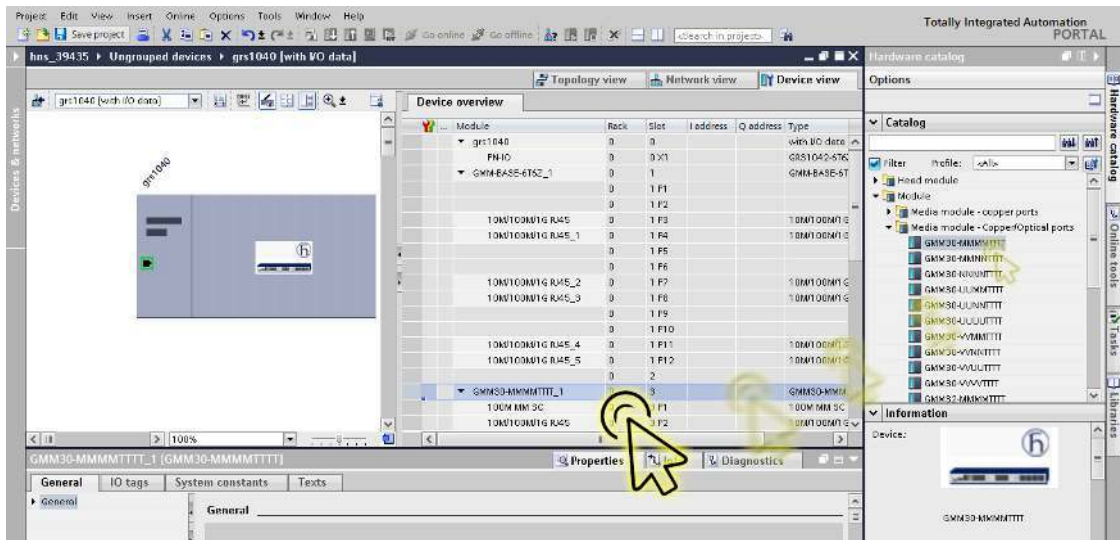 Project Edit View Insert Online Options Tools Window Help
Totally Integrated Automation
PORTAL
Save project
Go online
Go offline
<Search in project>
hns_39435 ▸ Ungrouped devices ▸ grs1040 [with I/O data]
Hardware catalog
Topology view
Network view
Device view
Options
grs1040 [with I/O data]
Device overview
Catalog
Module Rack Slot I address Q address Type
grs1040 0 0 with I/O data
PN-IO 0 0 X1 GRS1042-6T6Z
GMM-BASE-6T6Z_1 0 1 GMM-BASE-6T
0 1 P1
0 1 P2
10M/100M/1G RJ45 0 1 P3 10M/100M/1G
10M/100M/1G RJ45_1 0 1 P4 10M/100M/1G
0 1 P5
0 1 P6
10M/100M/1G RJ45_2 0 1 P7 10M/100M/1G
10M/100M/1G RJ45_3 0 1 P8 10M/100M/1G
0 1 P9
0 1 P10
10M/100M/1G RJ45_4 0 1 P11
10M/100M/1G RJ45_5 0 1 P12 10M/100M/1G
0 2
GMM30-MMMMTTTT_1 3 GMM30-MMM
100M MM SC P1 100M MM SC
10M/100M/1G RJ45 P2 10M/100M/1G
grs1040
100%
Filter Profile: <All>
Head module
Module
Media module - copper ports
Media module - Copper/Optical ports
GMM30-MMMMTTTT
GMM30-MMNNTTTT
GMM30-NNNNTTTT
GMM30-UUMMTTTT
GMM30-UUNNTTTT
GMM30-UUUUTTTT
GMM30-VVMMTTTT
GMM30-VVNNTTTT
GMM30-VVUUTTTT
GMM30-VVVVTTTT
GMM32-MMMMTTTT
Information
Device:
GMM30-MMMMTTTT
GMM30-MMMMTTTT_1 [GMM30-MMMMTTTT]
Properties
Diagnostics
General IO tags System constants Texts
General
General
Devices & networks
Hardware catalog
Online tools
Tasks
Libraries